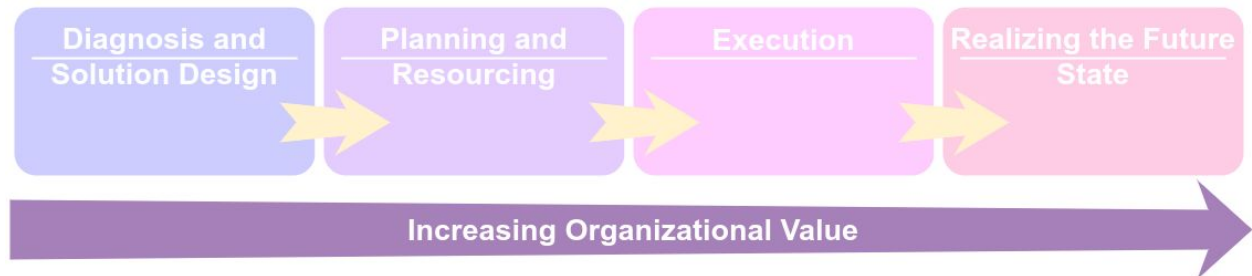 Diagnosis and
Solution Design
Planning and
Resourcing
Execution
Realizing the Future
State
Increasing Organizational Value